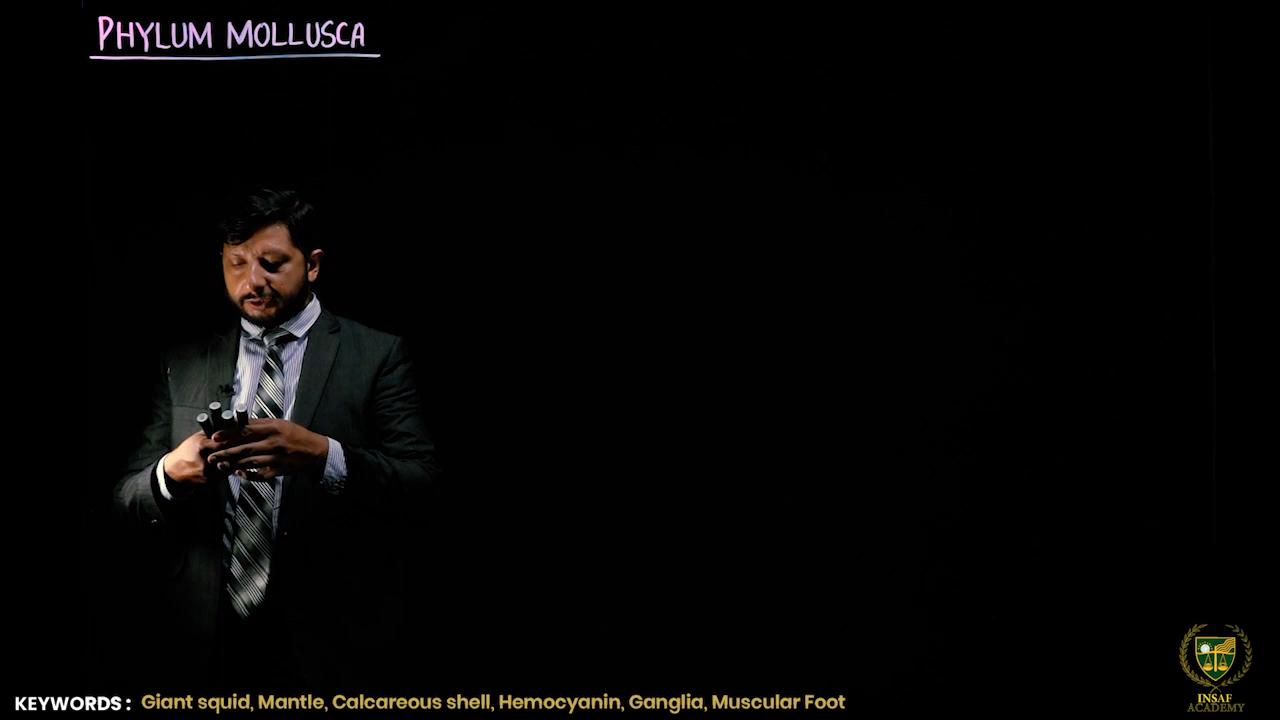 PHYLUM MOLLUSCA
KEYWORDS : Giant squid, Mantle, Calcareous shell, Hemocyanin, Ganglia, Muscular Foot
INSAF
ACADEMY